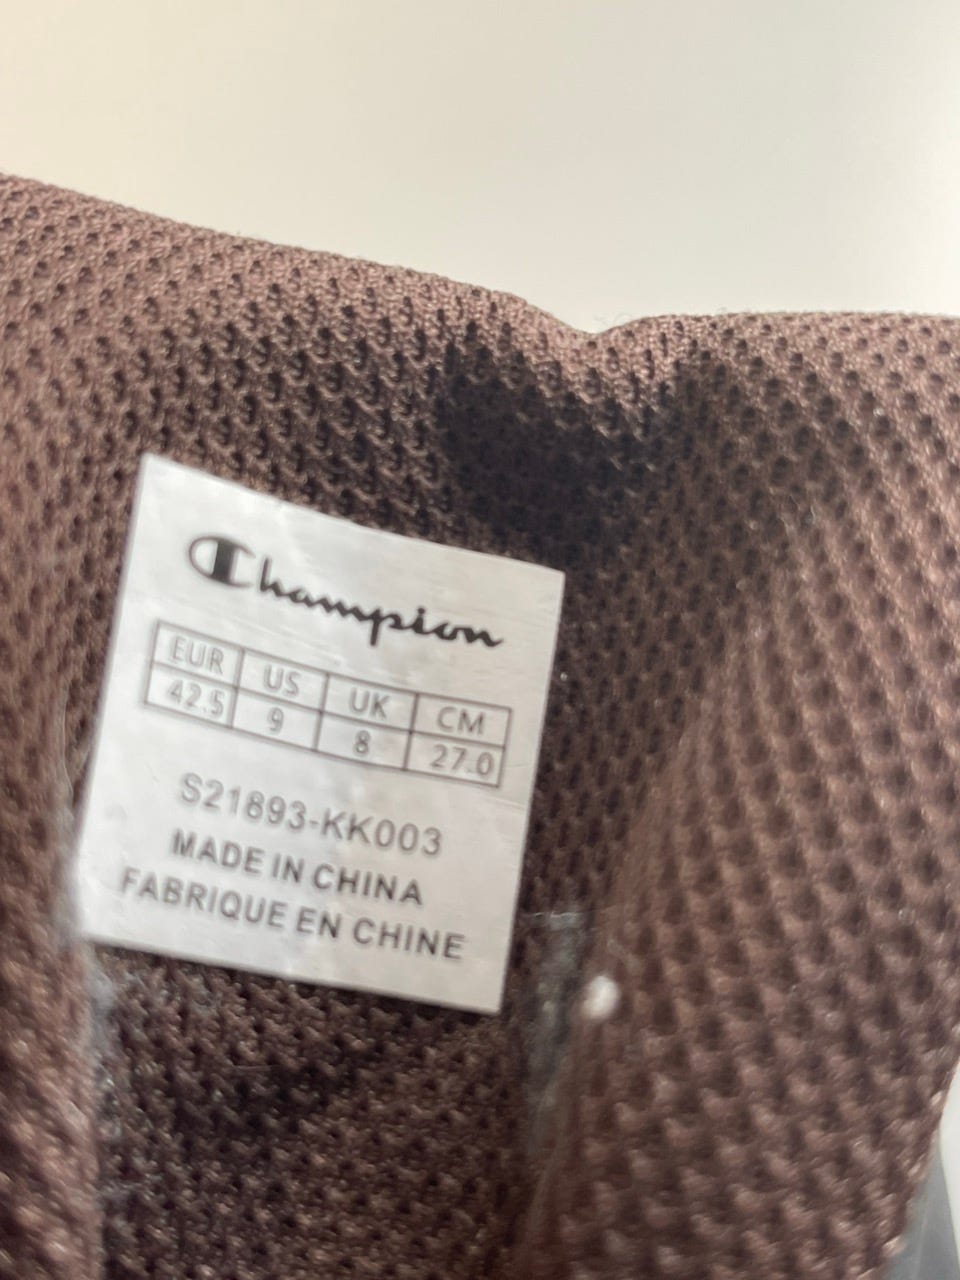 Champion
EUR US UK CM
42.5 9 8 27.0
S21893-KK003
MADE IN CHINA
FABRIQUE EN CHINE